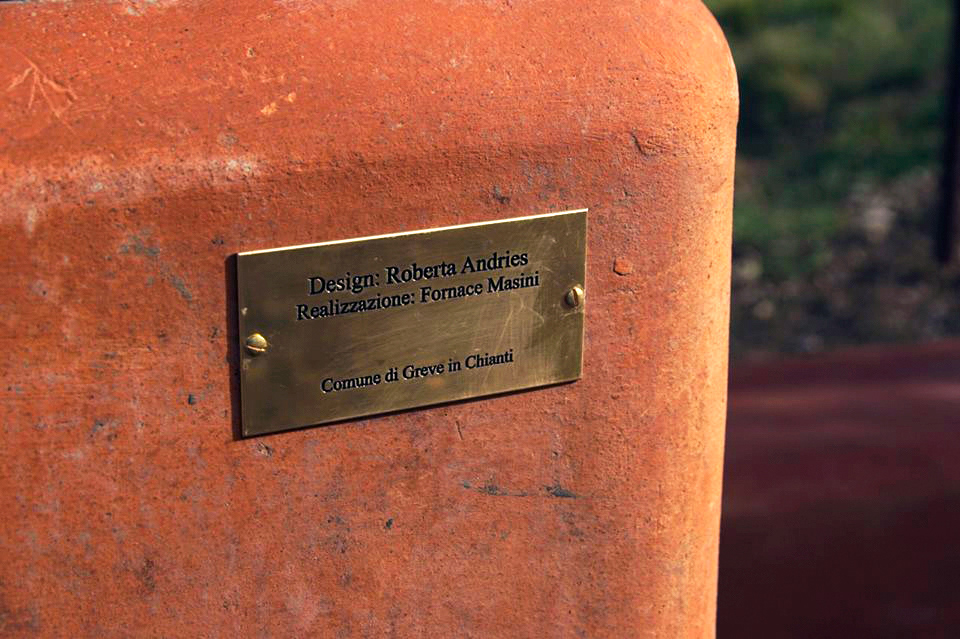 Design: Roberta Andries
Realizzazione: Fornace Masini
Comune di Greve in Chianti